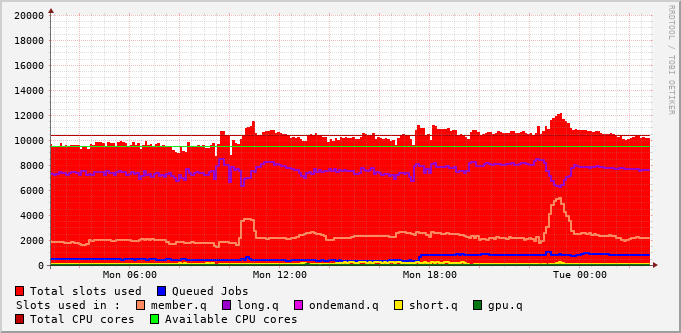 20000
18000
16000
14000
12000
10000
8000
6000
4000
2000
0
Mon 06:00 Mon 12:00 Mon 18:00 Tue 00:00
Total slots used Queued Jobs
Slots used in : member.q long.q ondemand.q short.q gpu.q
Total CPU cores Available CPU cores
RRDTOOL / TOBI OETIKER